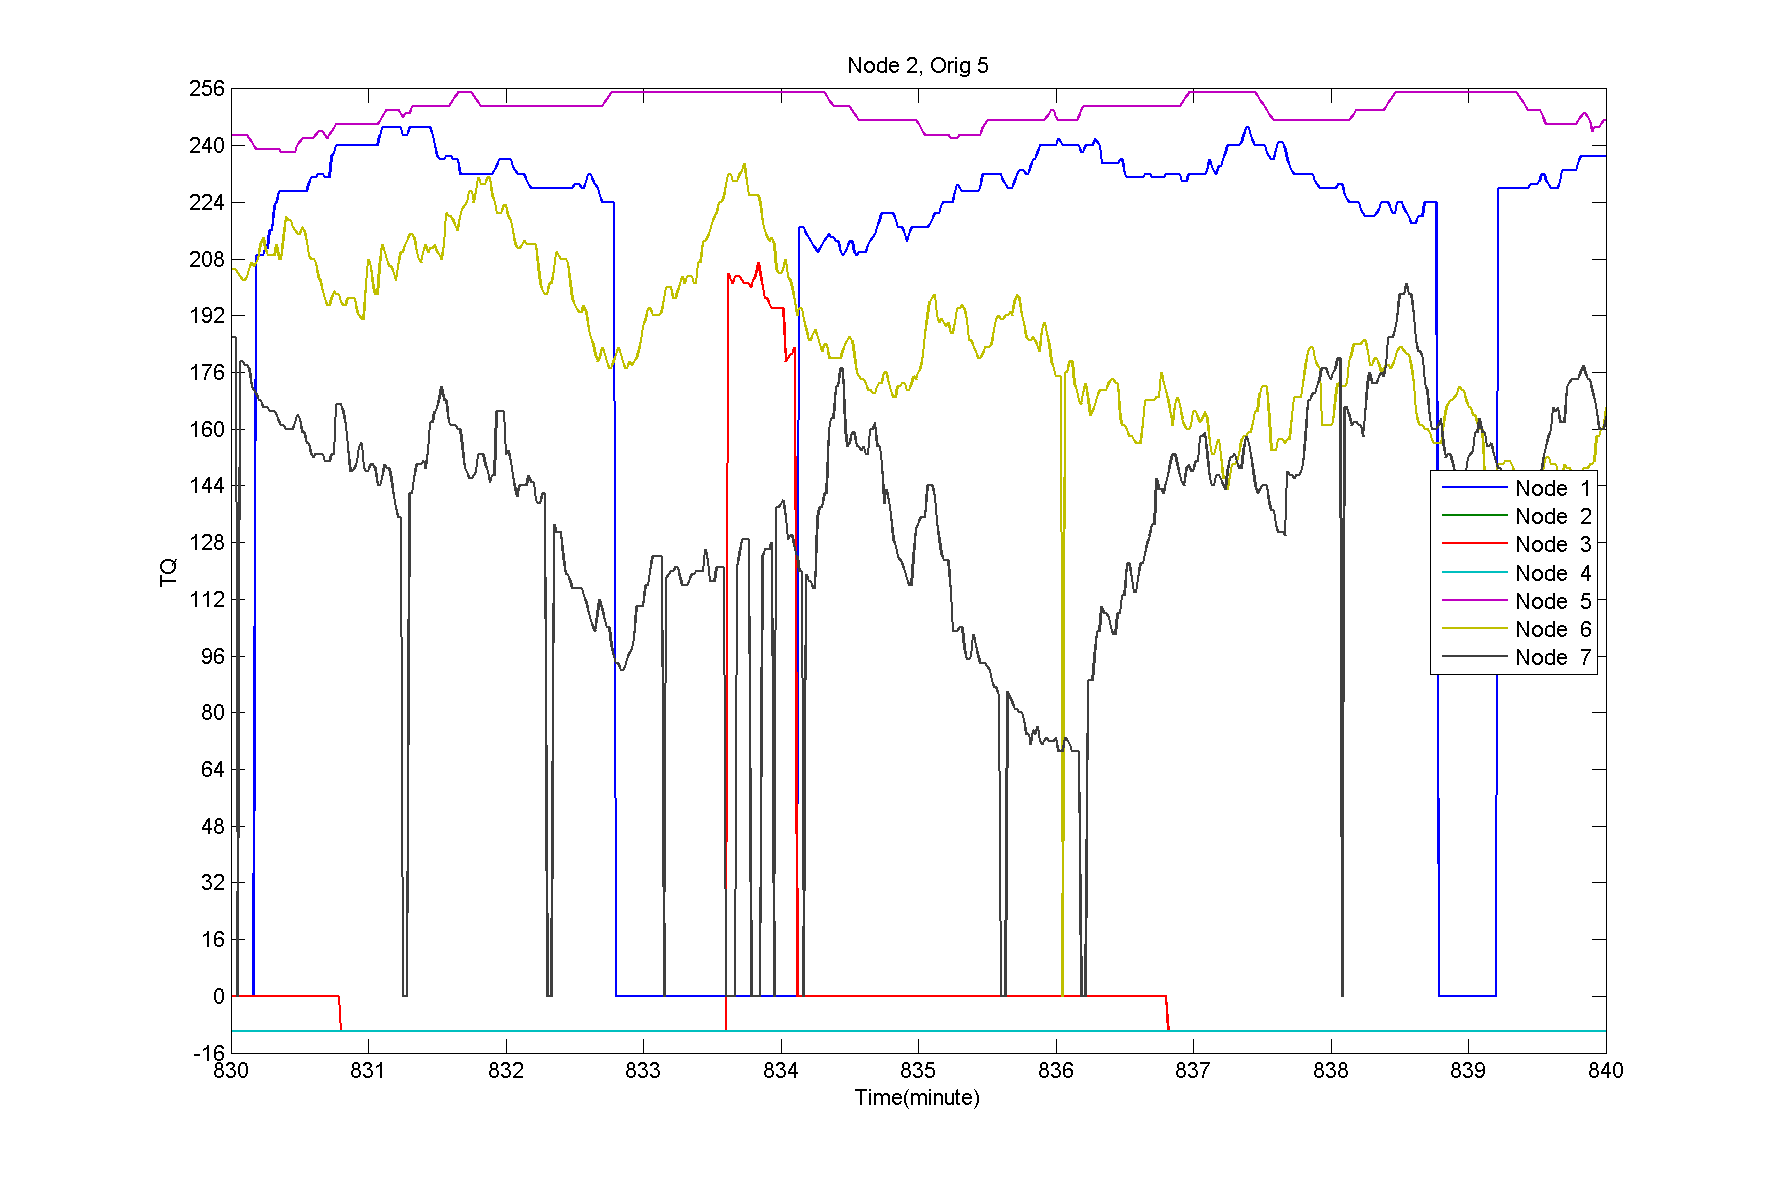 Node 2, Orig 5
256
240
224
208
192
176
160
144
128
112
96
80
64
48
32
16
0
-16
TQ
Node 1
Node 2
Node 3
Node 4
Node 5
Node 6
Node 7
830 831 832 833 834 835 836 837 838 839 840
Time(minute)